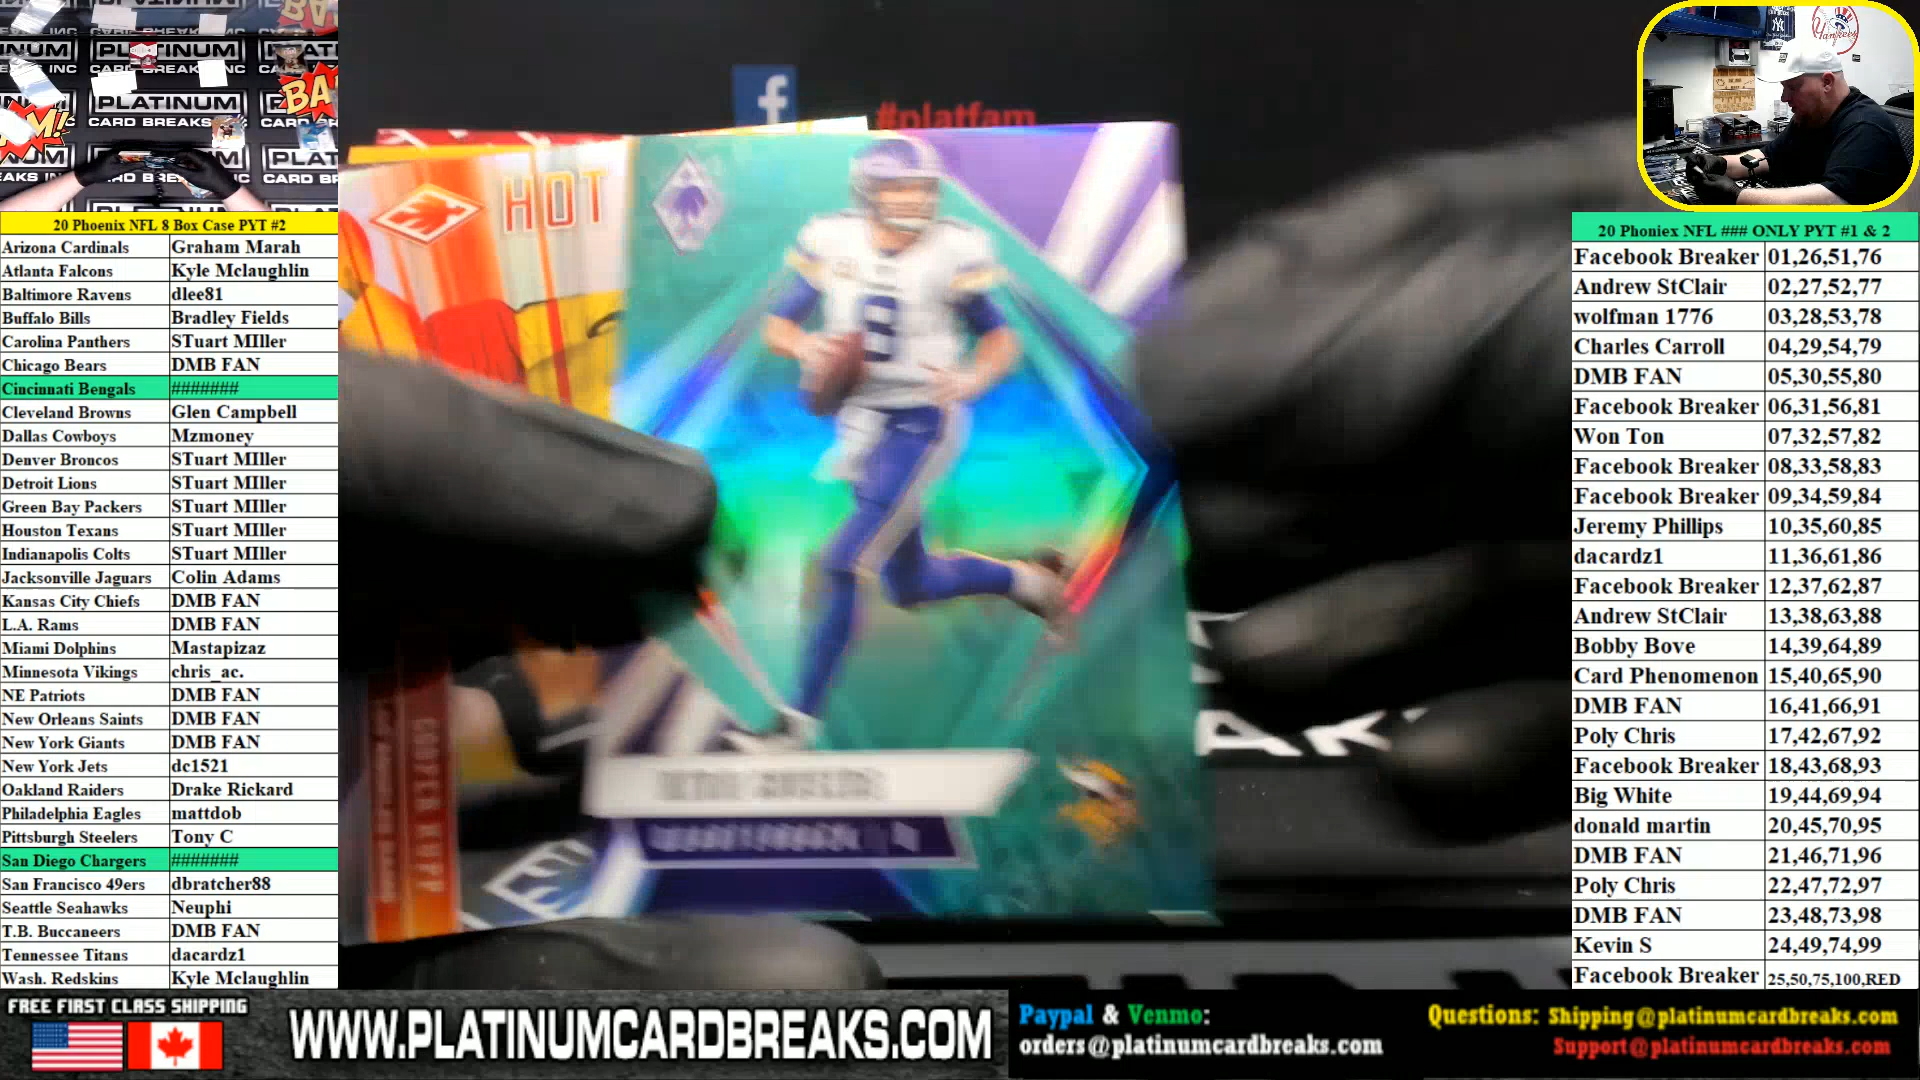 PLATINUM
CARD BREAKS
PLATINUM
CARD BREAKS
BA
f
#platfam
HOT
8
COOPER KUPP
Yankees
20 Phoenix NFL 8 Box Case PYT #2
Arizona Cardinals Graham Marah
Atlanta Falcons Kyle Mclaughlin
Baltimore Ravens dlee81
Buffalo Bills Bradley Fields
Carolina Panthers STuart MIller
Chicago Bears DMB FAN
Cincinnati Bengals #######
Cleveland Browns Glen Campbell
Dallas Cowboys Mzmoney
Denver Broncos STuart MIller
Detroit Lions STuart MIller
Green Bay Packers STuart MIller
Houston Texans STuart MIller
Indianapolis Colts STuart MIller
Jacksonville Jaguars Colin Adams
Kansas City Chiefs DMB FAN
L.A. Rams DMB FAN
Miami Dolphins Mastapizaz
Minnesota Vikings chris_ac.
NE Patriots DMB FAN
New Orleans Saints DMB FAN
New York Giants DMB FAN
New York Jets dc1521
Oakland Raiders Drake Rickard
Philadelphia Eagles mattdob
Pittsburgh Steelers Tony C
San Diego Chargers #######
San Francisco 49ers dbratcher88
Seattle Seahawks Neuphi
T.B. Buccaneers DMB FAN
Tennessee Titans dacardz1
Wash. Redskins Kyle Mclaughlin
20 Phoniex NFL ### ONLY PYT #1 & 2
Facebook Breaker 01,26,51,76
Andrew StClair 02,27,52,77
wolfman 1776 03,28,53,78
Charles Carroll 04,29,54,79
DMB FAN 05,30,55,80
Facebook Breaker 06,31,56,81
Won Ton 07,32,57,82
Facebook Breaker 08,33,58,83
Facebook Breaker 09,34,59,84
Jeremy Phillips 10,35,60,85
dacardz1 11,36,61,86
Facebook Breaker 12,37,62,87
Andrew StClair 13,38,63,88
Bobby Bove 14,39,64,89
Card Phenomenon 15,40,65,90
DMB FAN 16,41,66,91
Poly Chris 17,42,67,92
Facebook Breaker 18,43,68,93
Big White 19,44,69,94
donald martin 20,45,70,95
DMB FAN 21,46,71,96
Poly Chris 22,47,72,97
DMB FAN 23,48,73,98
Kevin S 24,49,74,99
Facebook Breaker 25,50,75,100,RED
FREE FIRST CLASS SHIPPING
WWW.PLATINUMCARDBREAKS.COM
Paypal & Venmo:
orders@platinumcardbreaks.com
Questions: Shipping@platinumcardbreaks.com
Support@platinumcardbreaks.com